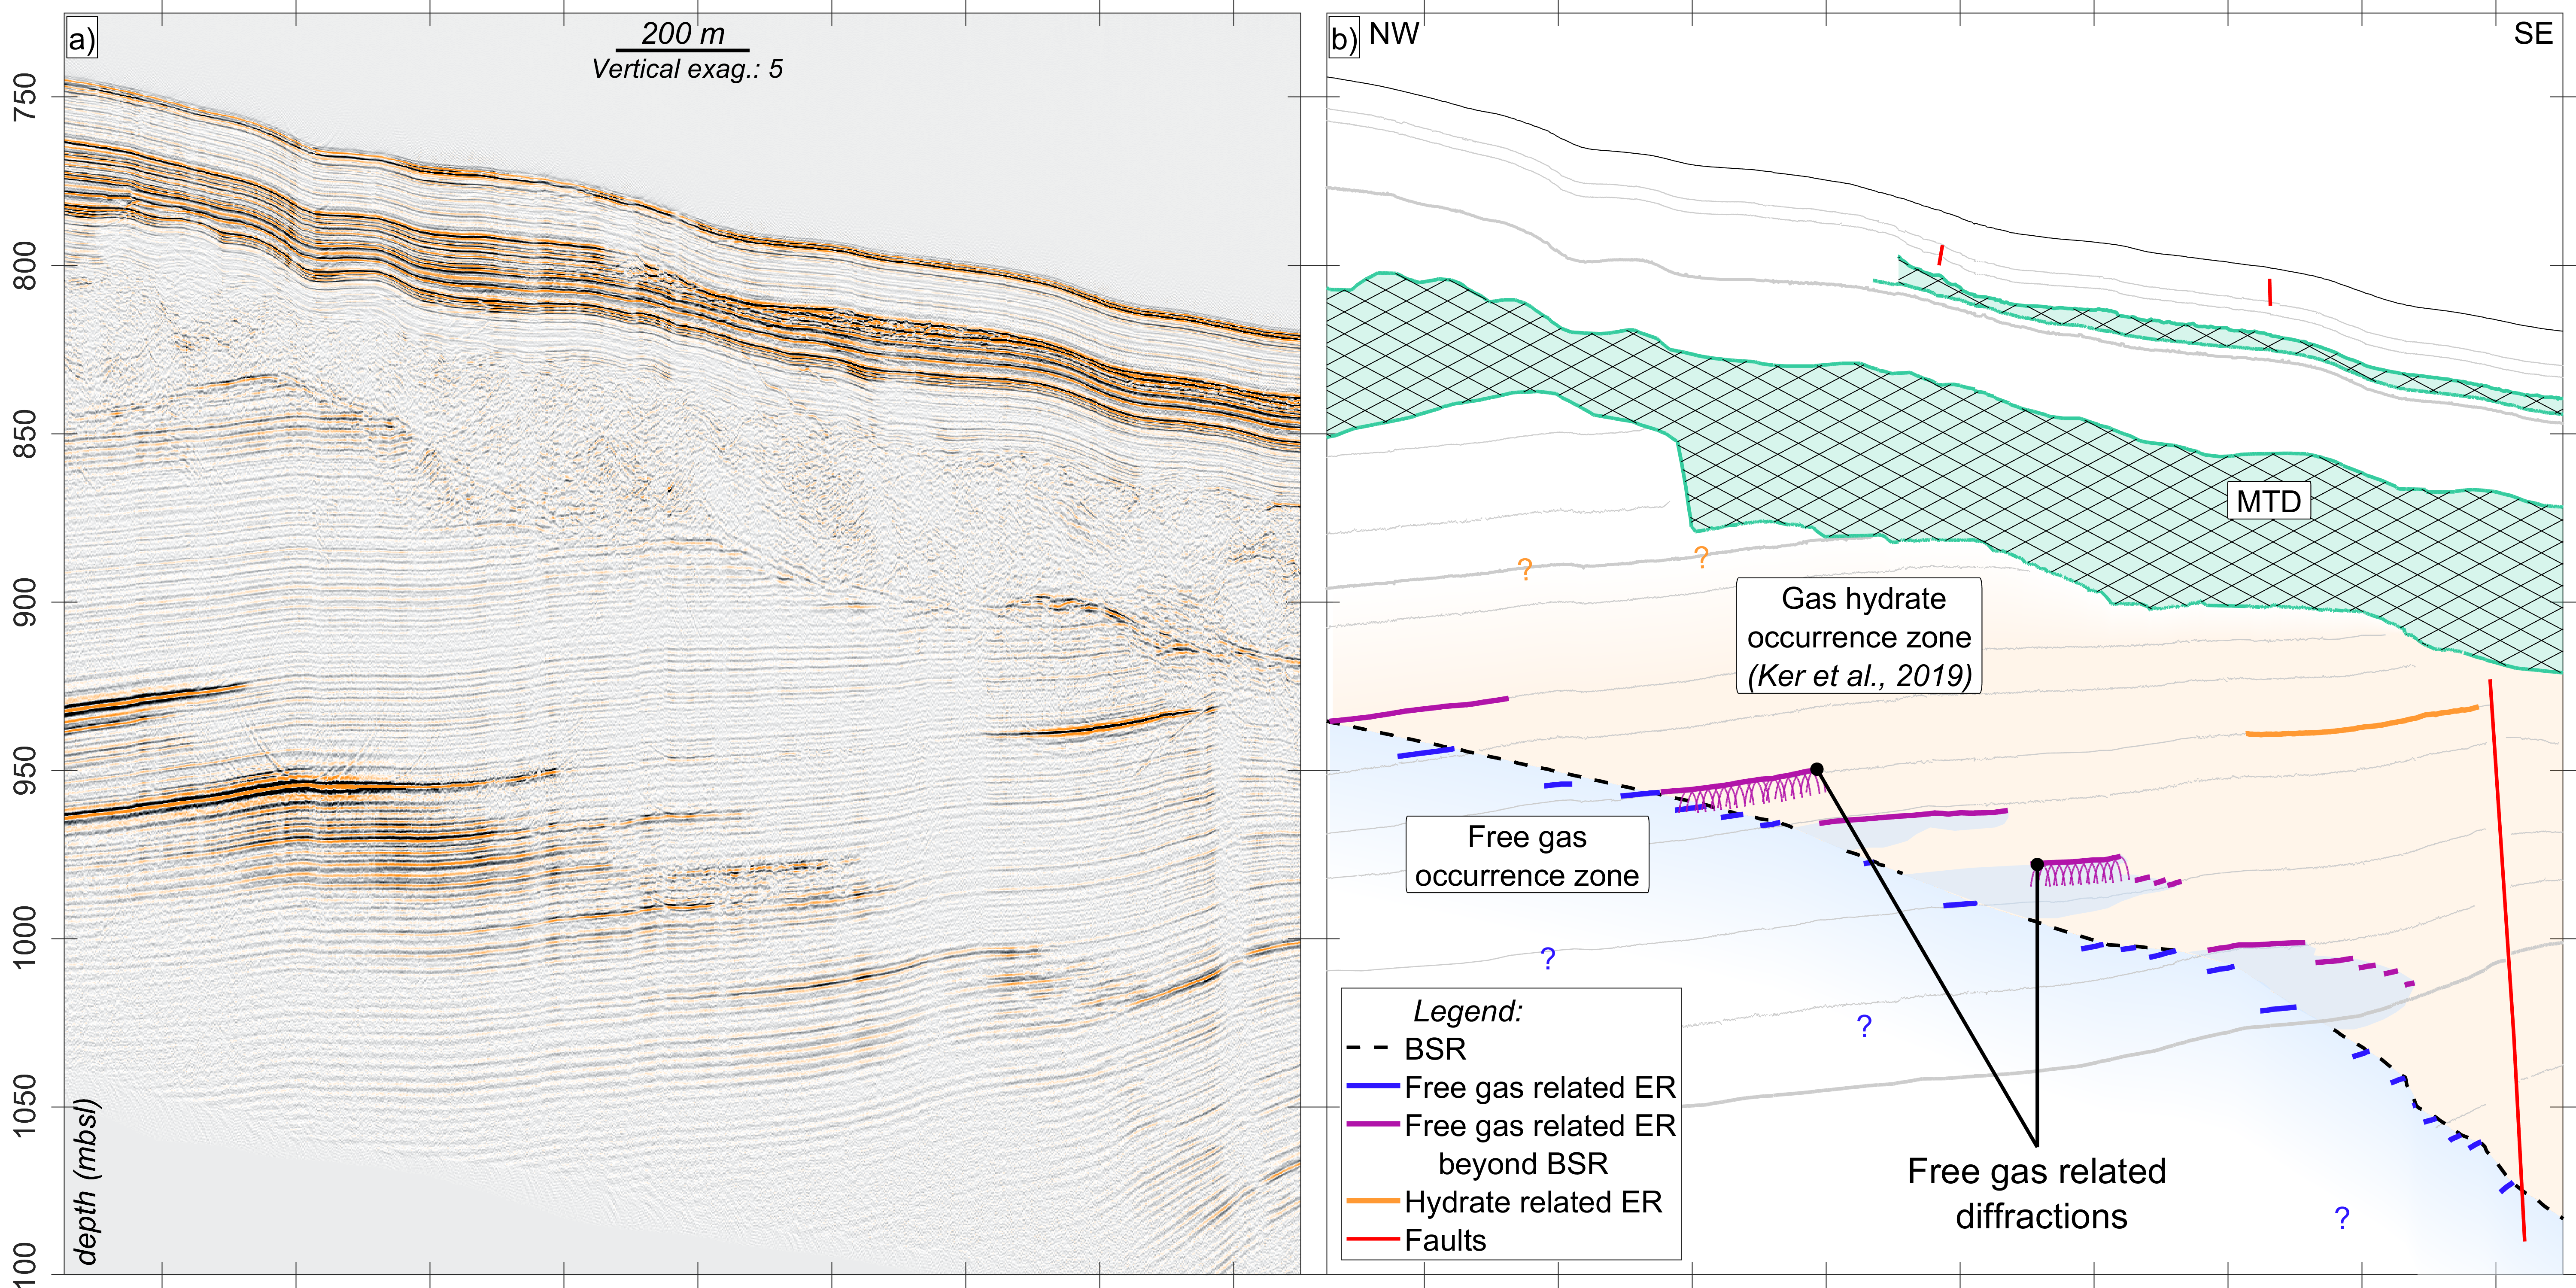 a)
200 m
Vertical exag.: 5
750
800
850
900
950
1000
1050
100
depth (mbsl)
b)
NW
SE
MTD
?
?
Gas hydrate
occurrence zone
(Ker et al., 2019)
Free gas
occurrence zone
?
?
?
Legend:
BSR
Free gas related ER
Free gas related ER
beyond BSR
Hydrate related ER
Faults
Free gas related
diffractions